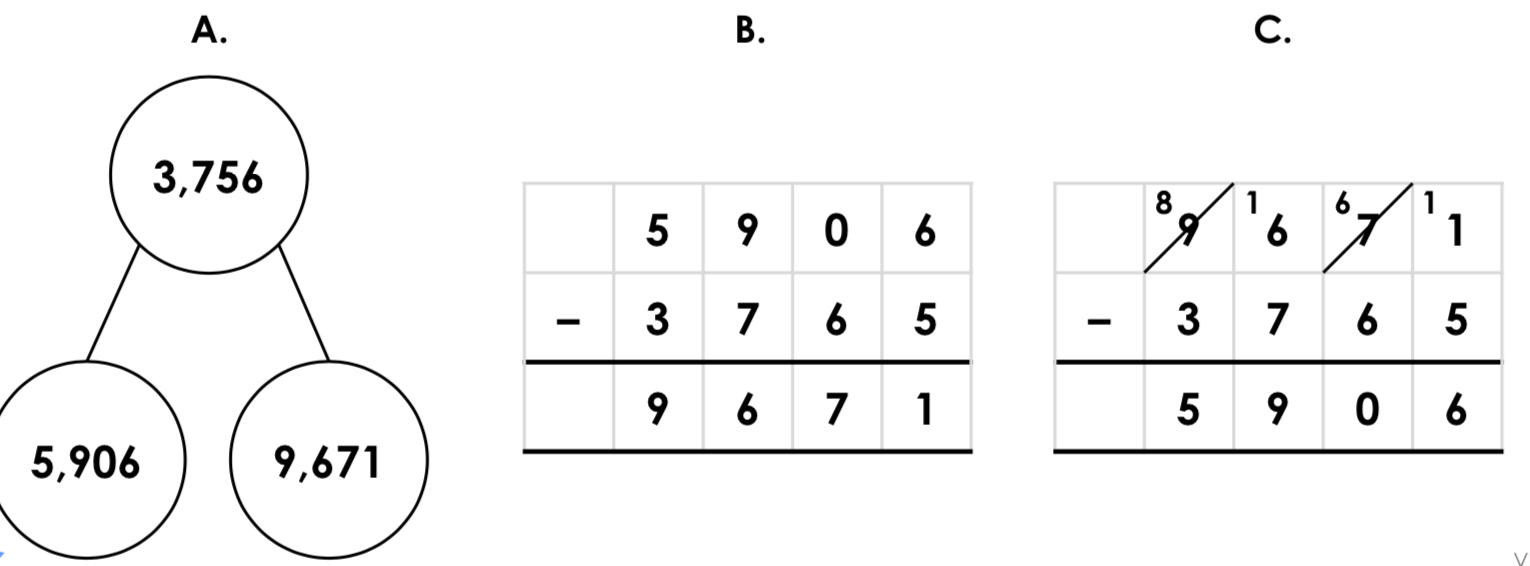 A.
3,756
5,906 9,671
B.
5 9 0 6
– 3 7 6 5
9 6 7 1
C.
8 9 1 6 6 7 1 1
– 3 7 6 5
5 9 0 6